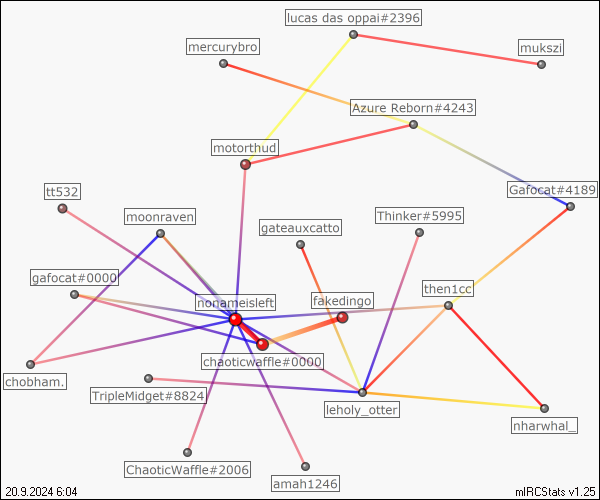 lucas das oppai#2396
mercurybro
mukszi
Azure Reborn#4243
motorthud
tt532
Gafocat#4189
moonraven
Thinker#5995
gateauxcatto
gafocat#0000
then1cc
nonameisleft
fakedingo
chaoticwaffle#0000
chobham.
TripleMidget#8824
leholy_otter
nharwhal_
ChaoticWaffle#2006
amah1246
20.9.2024 6:04
mIRCStats v1.25